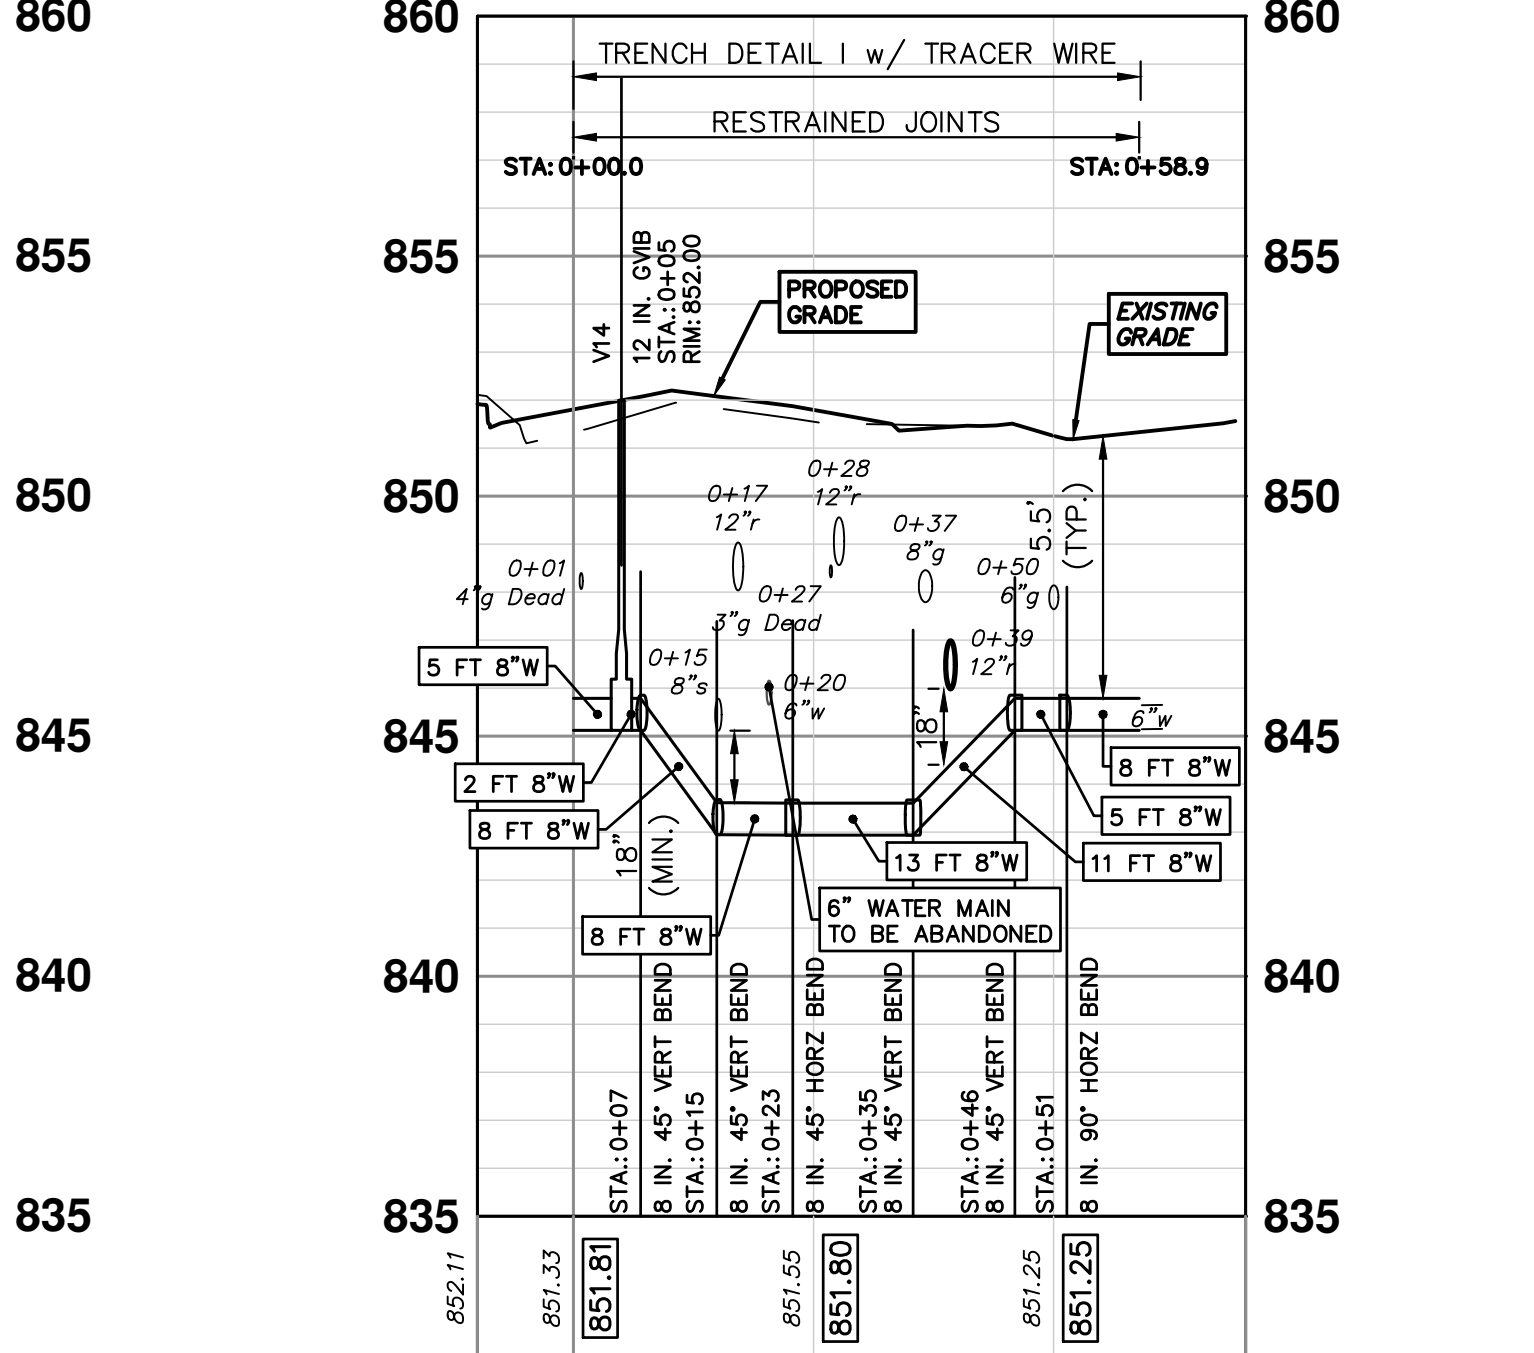 860 860 860
TRENCH DETAIL 1 w/ TRACER WIRE
RESTRAINED JOINTS
STA: 0+00.0 STA: 0+58.9
855 855 855
V14
12 IN. GVIB
STA.: 0+05
RIM: 852.00
PROPOSED
GRADE
EXISTING
GRADE
850 850 850
0+28
12"r
0+17
12"r
0+37
8"g
5.5'
(TYP.)
0+01
4"g Dead
0+27
3"g Dead
0+50
6"g
0+39
12"r
5 FT 8"W
0+15
8"s
0+20
6"w
18"
6"w
845 845 845
2 FT 8"W
8 FT 8"W
8 FT 8"W
5 FT 8"W
18"
(MIN.)
13 FT 8"W
11 FT 8"W
8 FT 8"W
6" WATER MAIN
TO BE ABANDONED
840 840 840
STA.: 0+07
8 IN. 45° VERT BEND
STA.: 0+15
8 IN. 45° VERT BEND
STA.: 0+23
8 IN. 45° HORZ BEND
STA.: 0+35
8 IN. 45° VERT BEND
STA.: 0+46
8 IN. 45° VERT BEND
STA.: 0+51
8 IN. 90° HORZ BEND
835 835 835
852.11
851.33
851.81
851.55
851.80
851.25
851.25